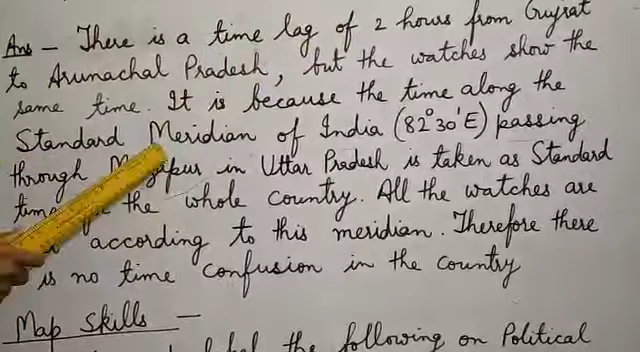 Ans - There is a time lag of 2 hours from Gujrat
to Arunachal Pradesh, but the watches show the
same time. It is because the time along the
Standard Meridian of India (82°30'E) passing
through in Uttar Pradesh is taken as Standard
the whole country. All the watches are
according to this meridian. Therefore there
is no time confusion in the country
Map Skills -
the following on Political